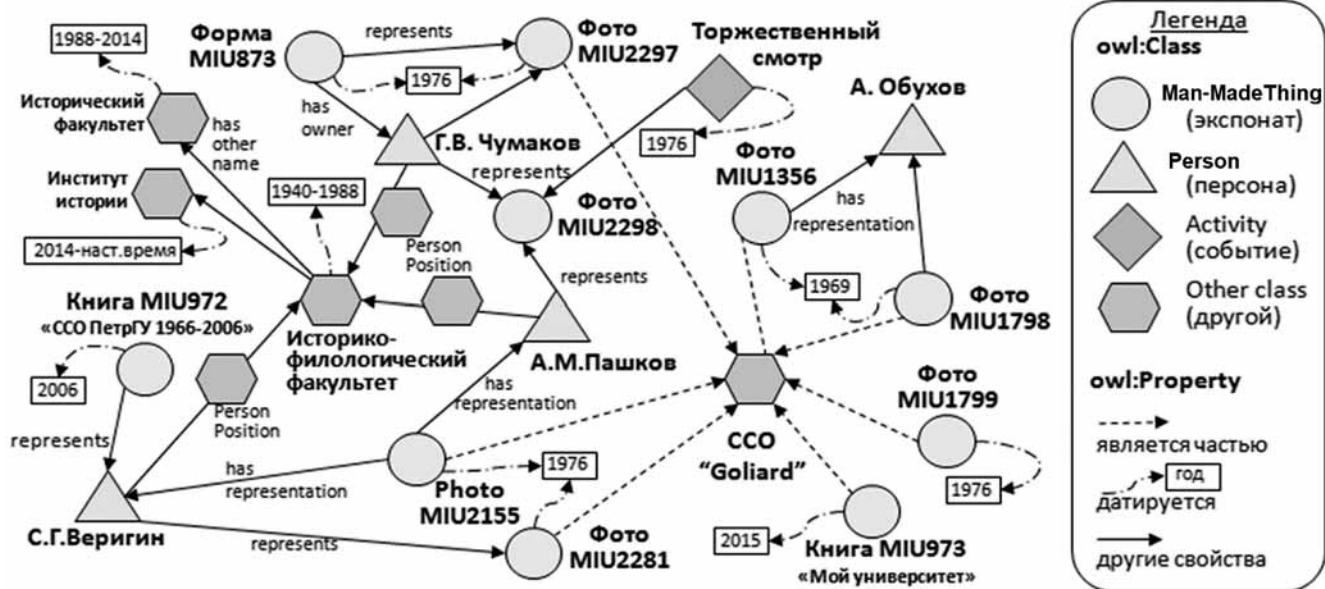 1988-2014
Форма
MIU873
represents
Фото
MIU2297
Торжественный
смотр
1976
Исторический
факультет
has
other
name
has
owner
Г.В. Чумаков
1976
А. Обухов
Институт
истории
1940-1988
represents
Фото
MIU2298
Фото
MIU1356
has
representation
2014-наст.время
Person
Position
represents
1969
Книга MIU972
«ССО ПетрГУ 1966-2006»
Историко-
филологический
факультет
А.М.Пашков
Фото
MIU1798
2006
Person
Position
has
representation
Фото
MIU1799
represents
ССО
“Goliard”
has
representation
1976
1976
Photo
MIU2155
С.Г.Веригин
represents
Фото
MIU2281
2015
Книга MIU973
«Мой университет»
Легенда
owl:Class
Man-MadeThing
(экспонат)
Person
(персона)
Activity
(событие)
Other class
(другой)
owl:Property
является частью
год
датируется
другие свойства